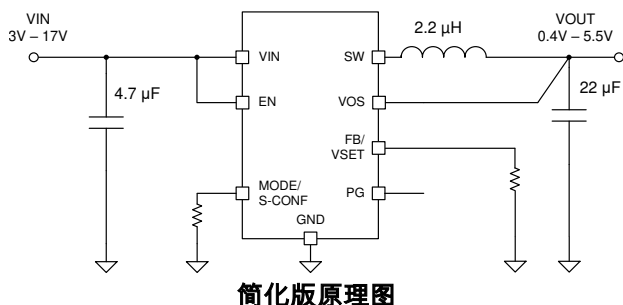 VIN
3V – 17V
4.7 µF
VIN
EN
MODE/
S-CONF
GND
SW
VOS
FB/
VSET
PG
2.2 µH
VOUT
0.4V – 5.5V
22 µF
简化版原理图